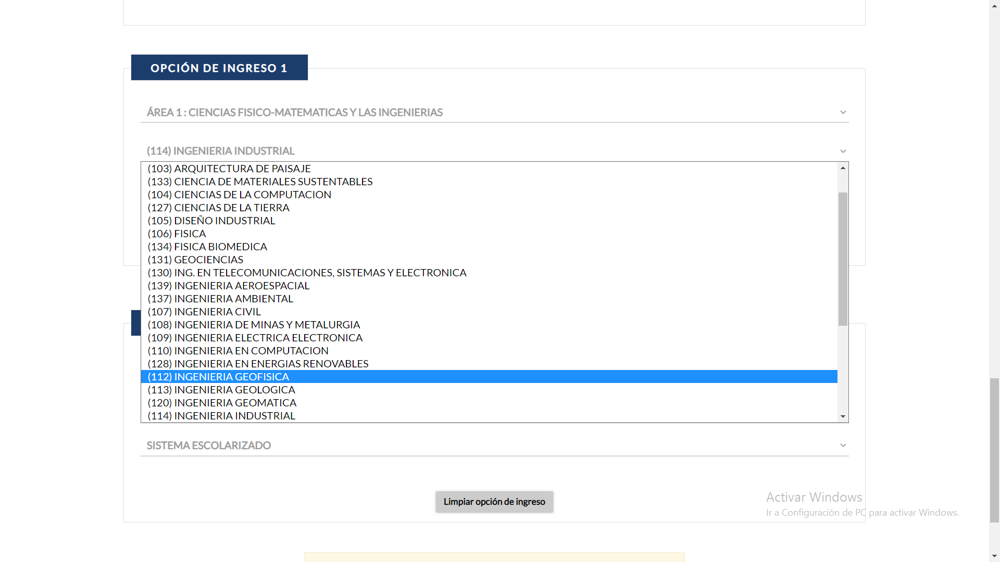 OPCIÓN DE INGRESO 1
ÁREA 1 : CIENCIAS FISICO-MATEMATICAS Y LAS INGENIERIAS
(114) INGENIERIA INDUSTRIAL
(103) ARQUITECTURA DE PAISAJE
(133) CIENCIA DE MATERIALES SUSTENTABLES
(104) CIENCIAS DE LA COMPUTACION
(127) CIENCIAS DE LA TIERRA
(105) DISEÑO INDUSTRIAL
(106) FISICA
(134) FISICA BIOMEDICA
(131) GEOCIENCIAS
(130) ING. EN TELECOMUNICACIONES, SISTEMAS Y ELECTRONICA
(139) INGENIERIA AEROESPACIAL
(137) INGENIERIA AMBIENTAL
(107) INGENIERIA CIVIL
(108) INGENIERIA DE MINAS Y METALURGIA
(109) INGENIERIA ELECTRICA ELECTRONICA
(110) INGENIERIA EN COMPUTACION
(128) INGENIERIA EN ENERGIAS RENOVABLES
(112) INGENIERIA GEOFISICA
(113) INGENIERIA GEOLOGICA
(120) INGENIERIA GEOMATICA
(114) INGENIERIA INDUSTRIAL
SISTEMA ESCOLARIZADO
Limpiar opción de ingreso
Activar Windows
Ir a Configuración de PC para activar Windows.